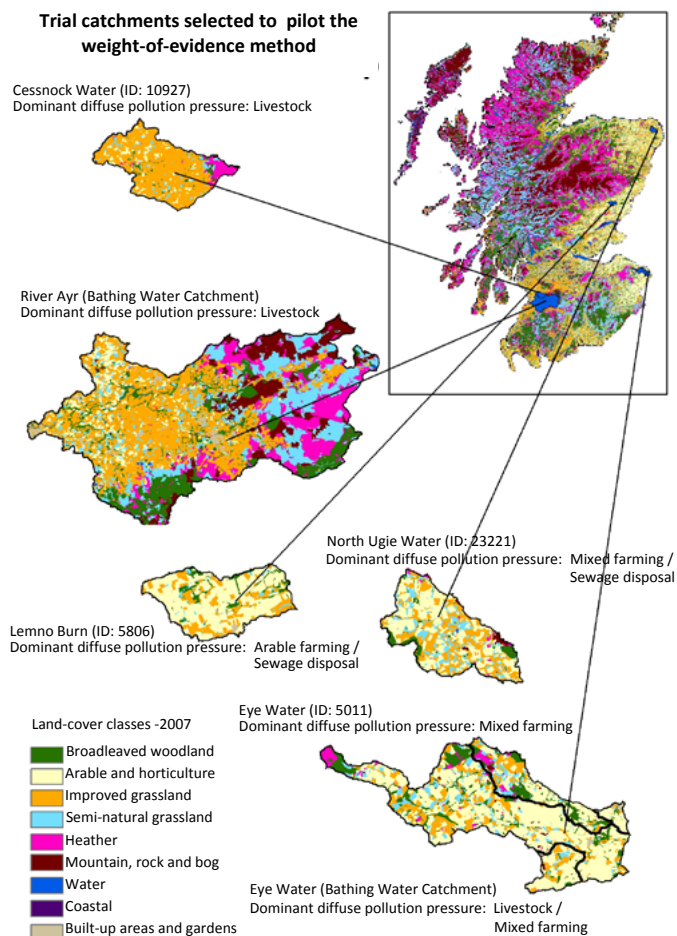 Trial catchments selected to pilot the
weight-of-evidence method
Cessnock Water (ID: 10927)
Dominant diffuse pollution pressure: Livestock
River Ayr (Bathing Water Catchment)
Dominant diffuse pollution pressure: Livestock
North Ugie Water (ID: 23221)
Dominant diffuse pollution pressure: Mixed farming /
Sewage disposal
Lemno Burn (ID: 5806)
Dominant diffuse pollution pressure: Arable farming /
Sewage disposal
Eye Water (ID: 5011)
Dominant diffuse pollution pressure: Mixed farming
Land-cover classes -2007
Broadleaved woodland
Arable and horticulture
Improved grassland
Semi-natural grassland
Heather
Mountain, rock and bog
Water
Coastal
Built-up areas and gardens
Eye Water (Bathing Water Catchment)
Dominant diffuse pollution pressure: Livestock /
Mixed farming